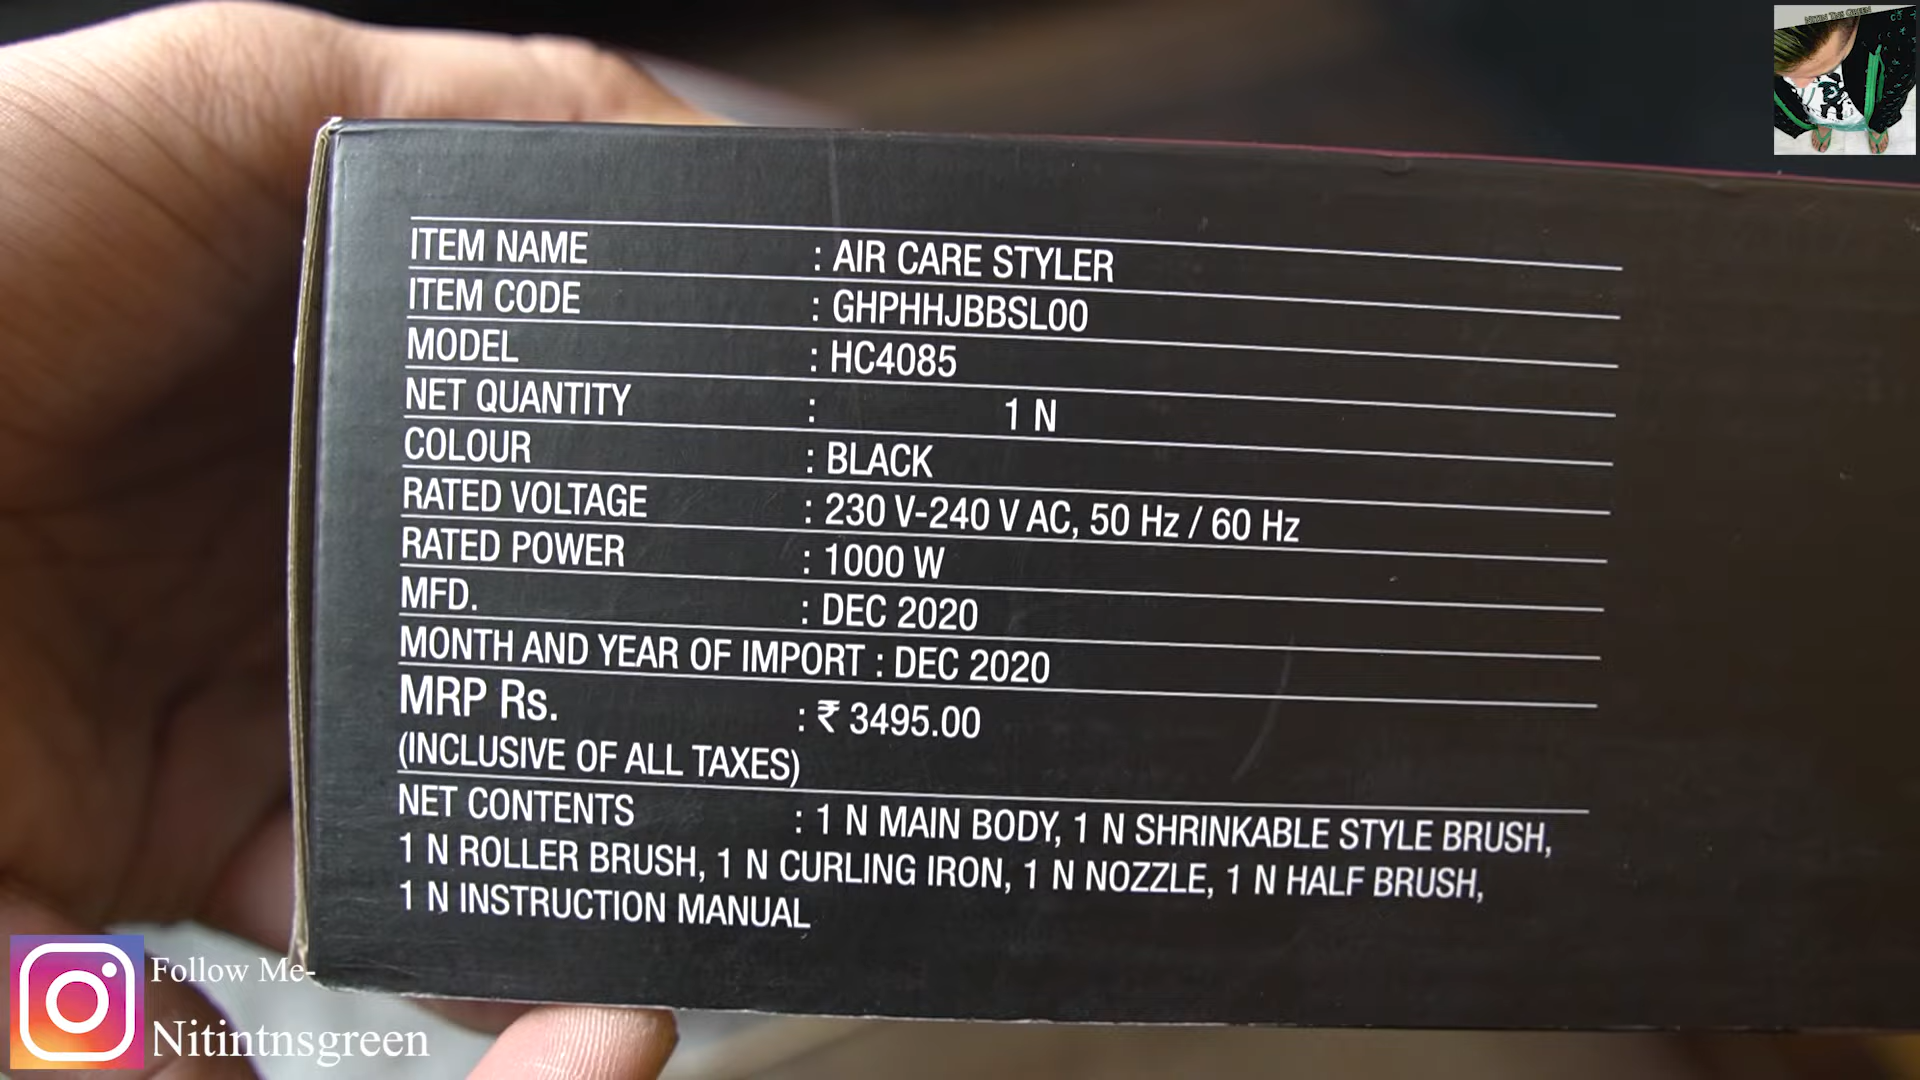 NITIN TNS GREEN
ITEM NAME : AIR CARE STYLER
ITEM CODE : GHPHHJBBSL00
MODEL : HC4085
NET QUANTITY : 1 N
COLOUR : BLACK
RATED VOLTAGE : 230 V-240 V AC, 50 Hz / 60 Hz
RATED POWER : 1000 W
MFD. : DEC 2020
MONTH AND YEAR OF IMPORT : DEC 2020
MRP Rs. : ₹ 3495.00
(INCLUSIVE OF ALL TAXES)
NET CONTENTS : 1 N MAIN BODY, 1 N SHRINKABLE STYLE BRUSH,
1 N ROLLER BRUSH, 1 N CURLING IRON, 1 N NOZZLE, 1 N HALF BRUSH,
1 N INSTRUCTION MANUAL
Follow Me-
Nitintnsgreen